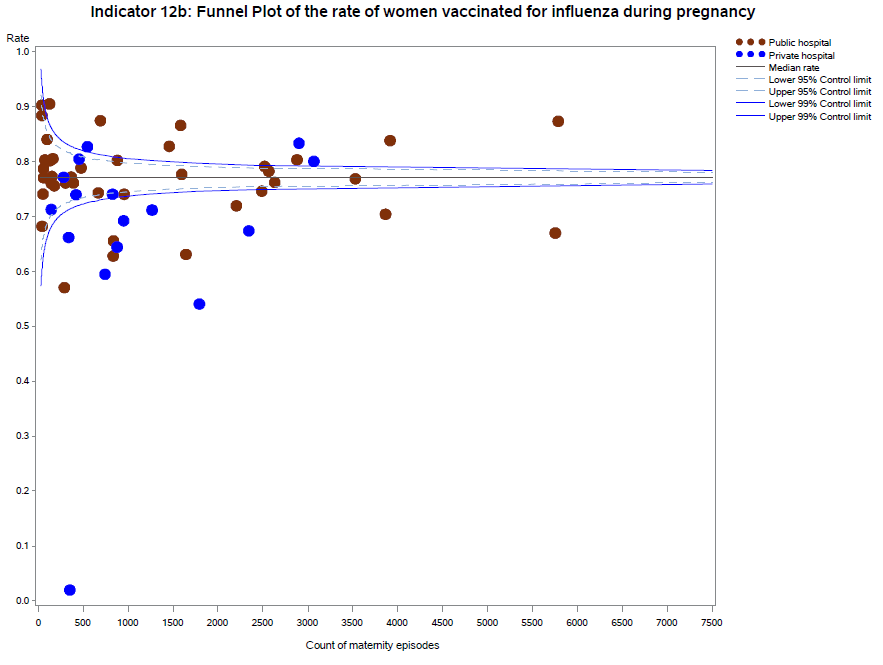 Indicator 12b: Funnel Plot of the rate of women vaccinated for influenza during pregnancy
Rate
1.0
0.9
0.8
0.7
0.6
0.5
0.4
0.3
0.2
0.1
0.0
0 500 1000 1500 2000 2500 3000 3500 4000 4500 5000 5500 6000 6500 7000 7500
Count of maternity episodes
Public hospital
Private hospital
Median rate
Lower 95% Control limit
Upper 95% Control limit
Lower 99% Control limit
Upper 99% Control limit